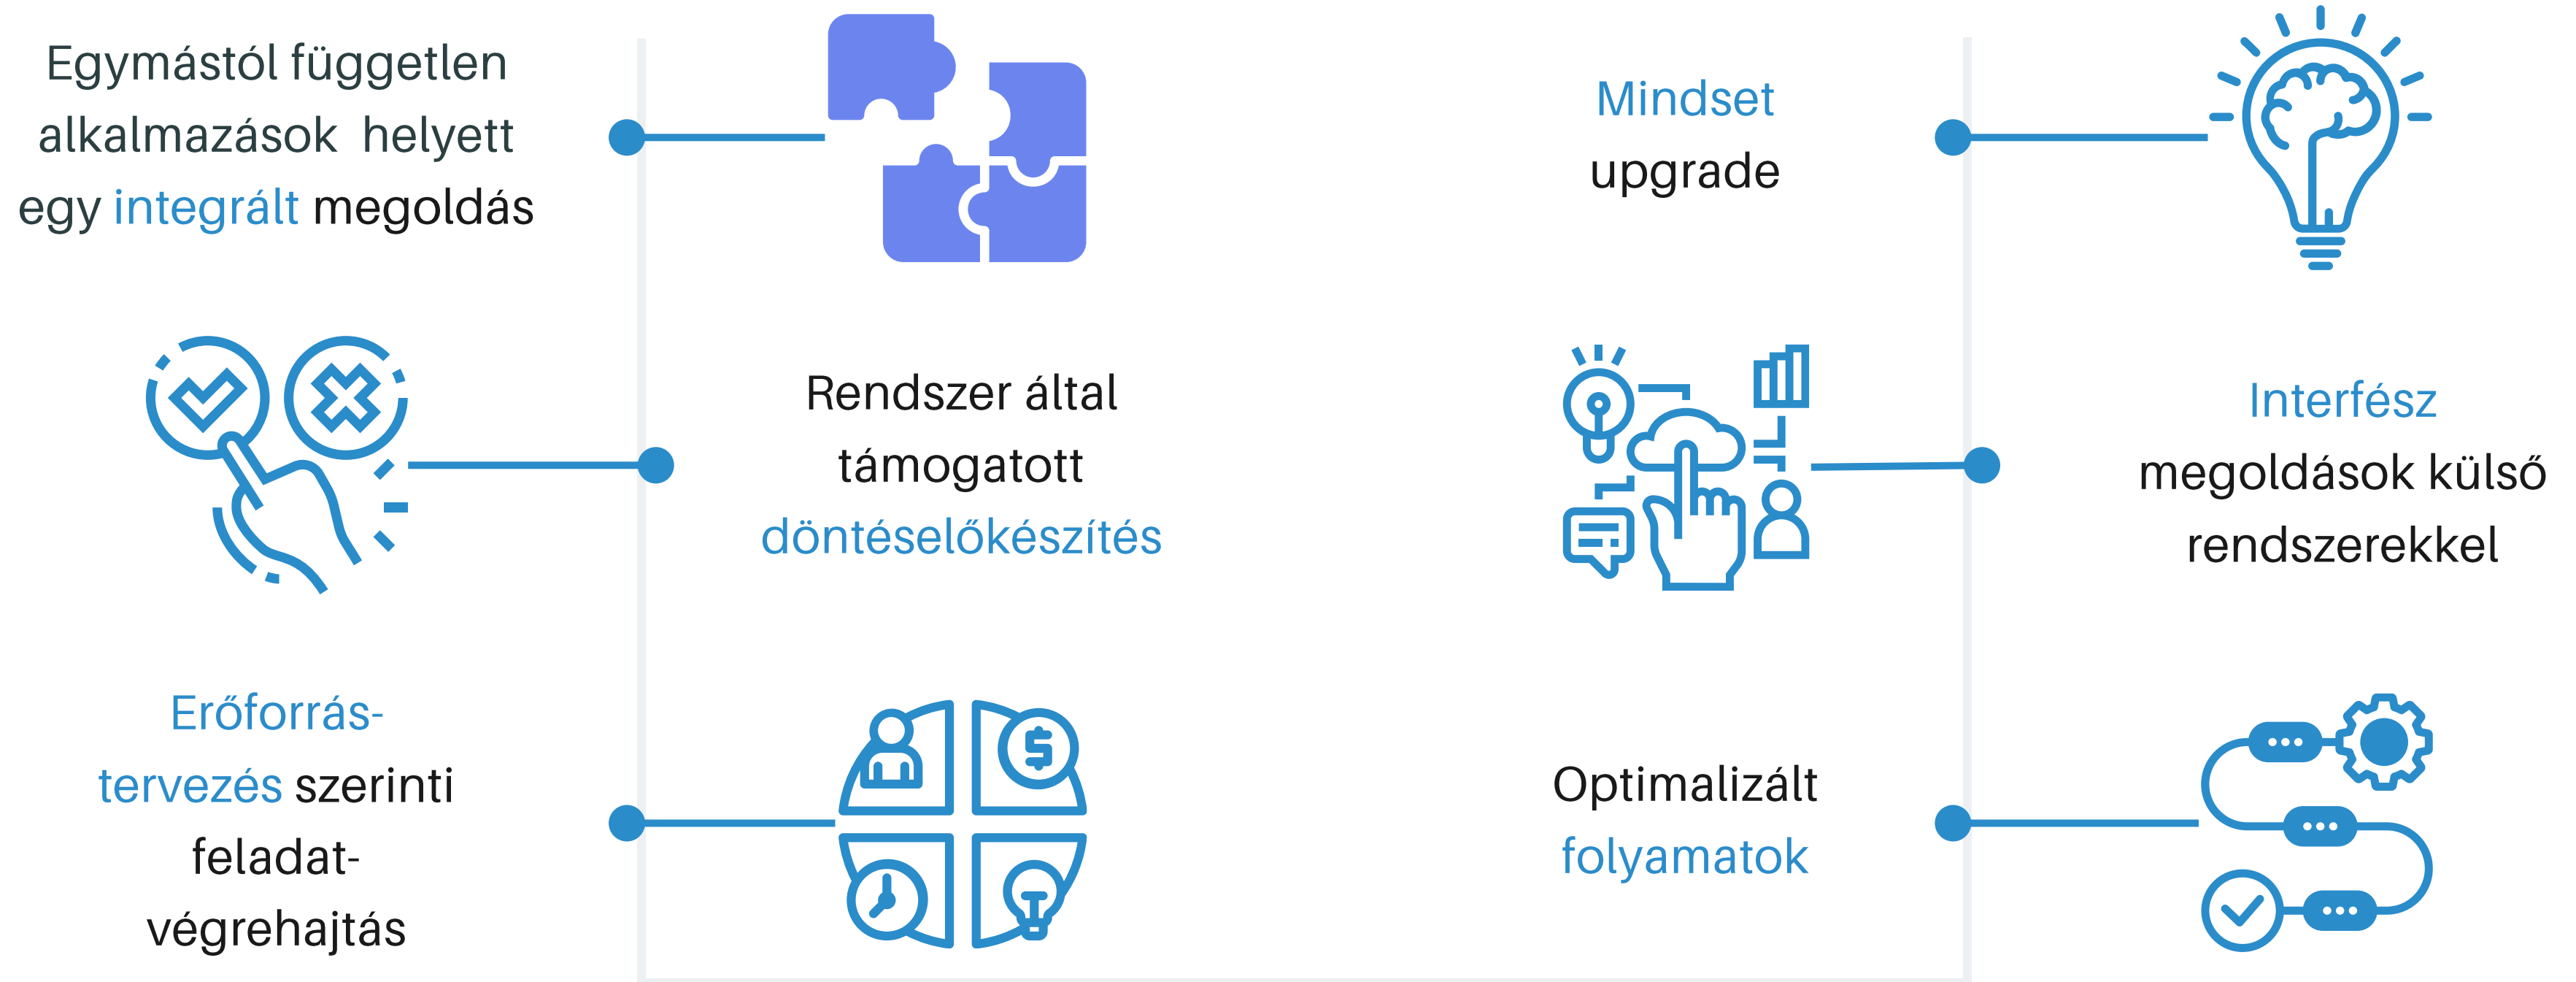 Egymástól független
alkalmazások helyett
egy integrált megoldás
Rendszer által
támogatott
döntéselőkészítés
Erőforrás-
tervezés szerinti
feladat-
végrehajtás
Mindset
upgrade
Interfész
megoldások külső
rendszerekkel
Optimalizált
folyamatok